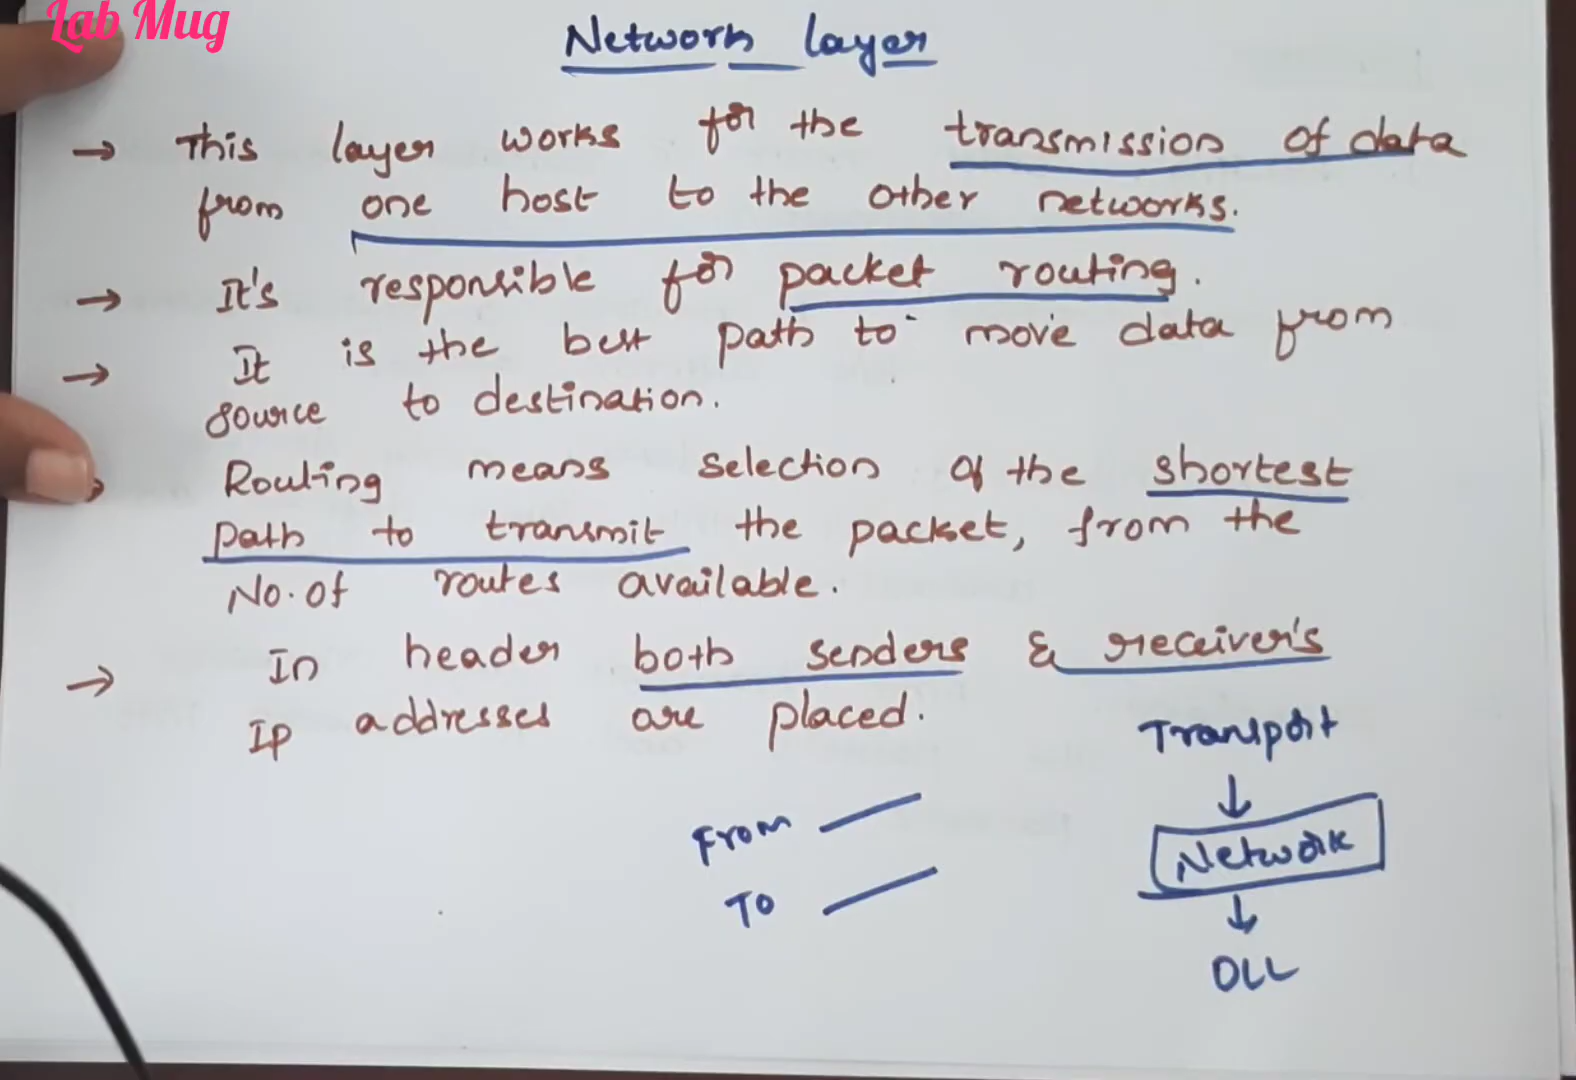 Lab Mug
Network layer
→ This layer works for the transmission of data
from one host to the other networks.
→ It's responsible for packet routing.
→ It is the best path to move data from
source to destination.
Routing means selection of the shortest
path to transmit the packet, from the
No. of routes available.
→ In header both senders & receiver's
Ip addresses are placed.
Transport
↓
From
Network
To
↓
DLL